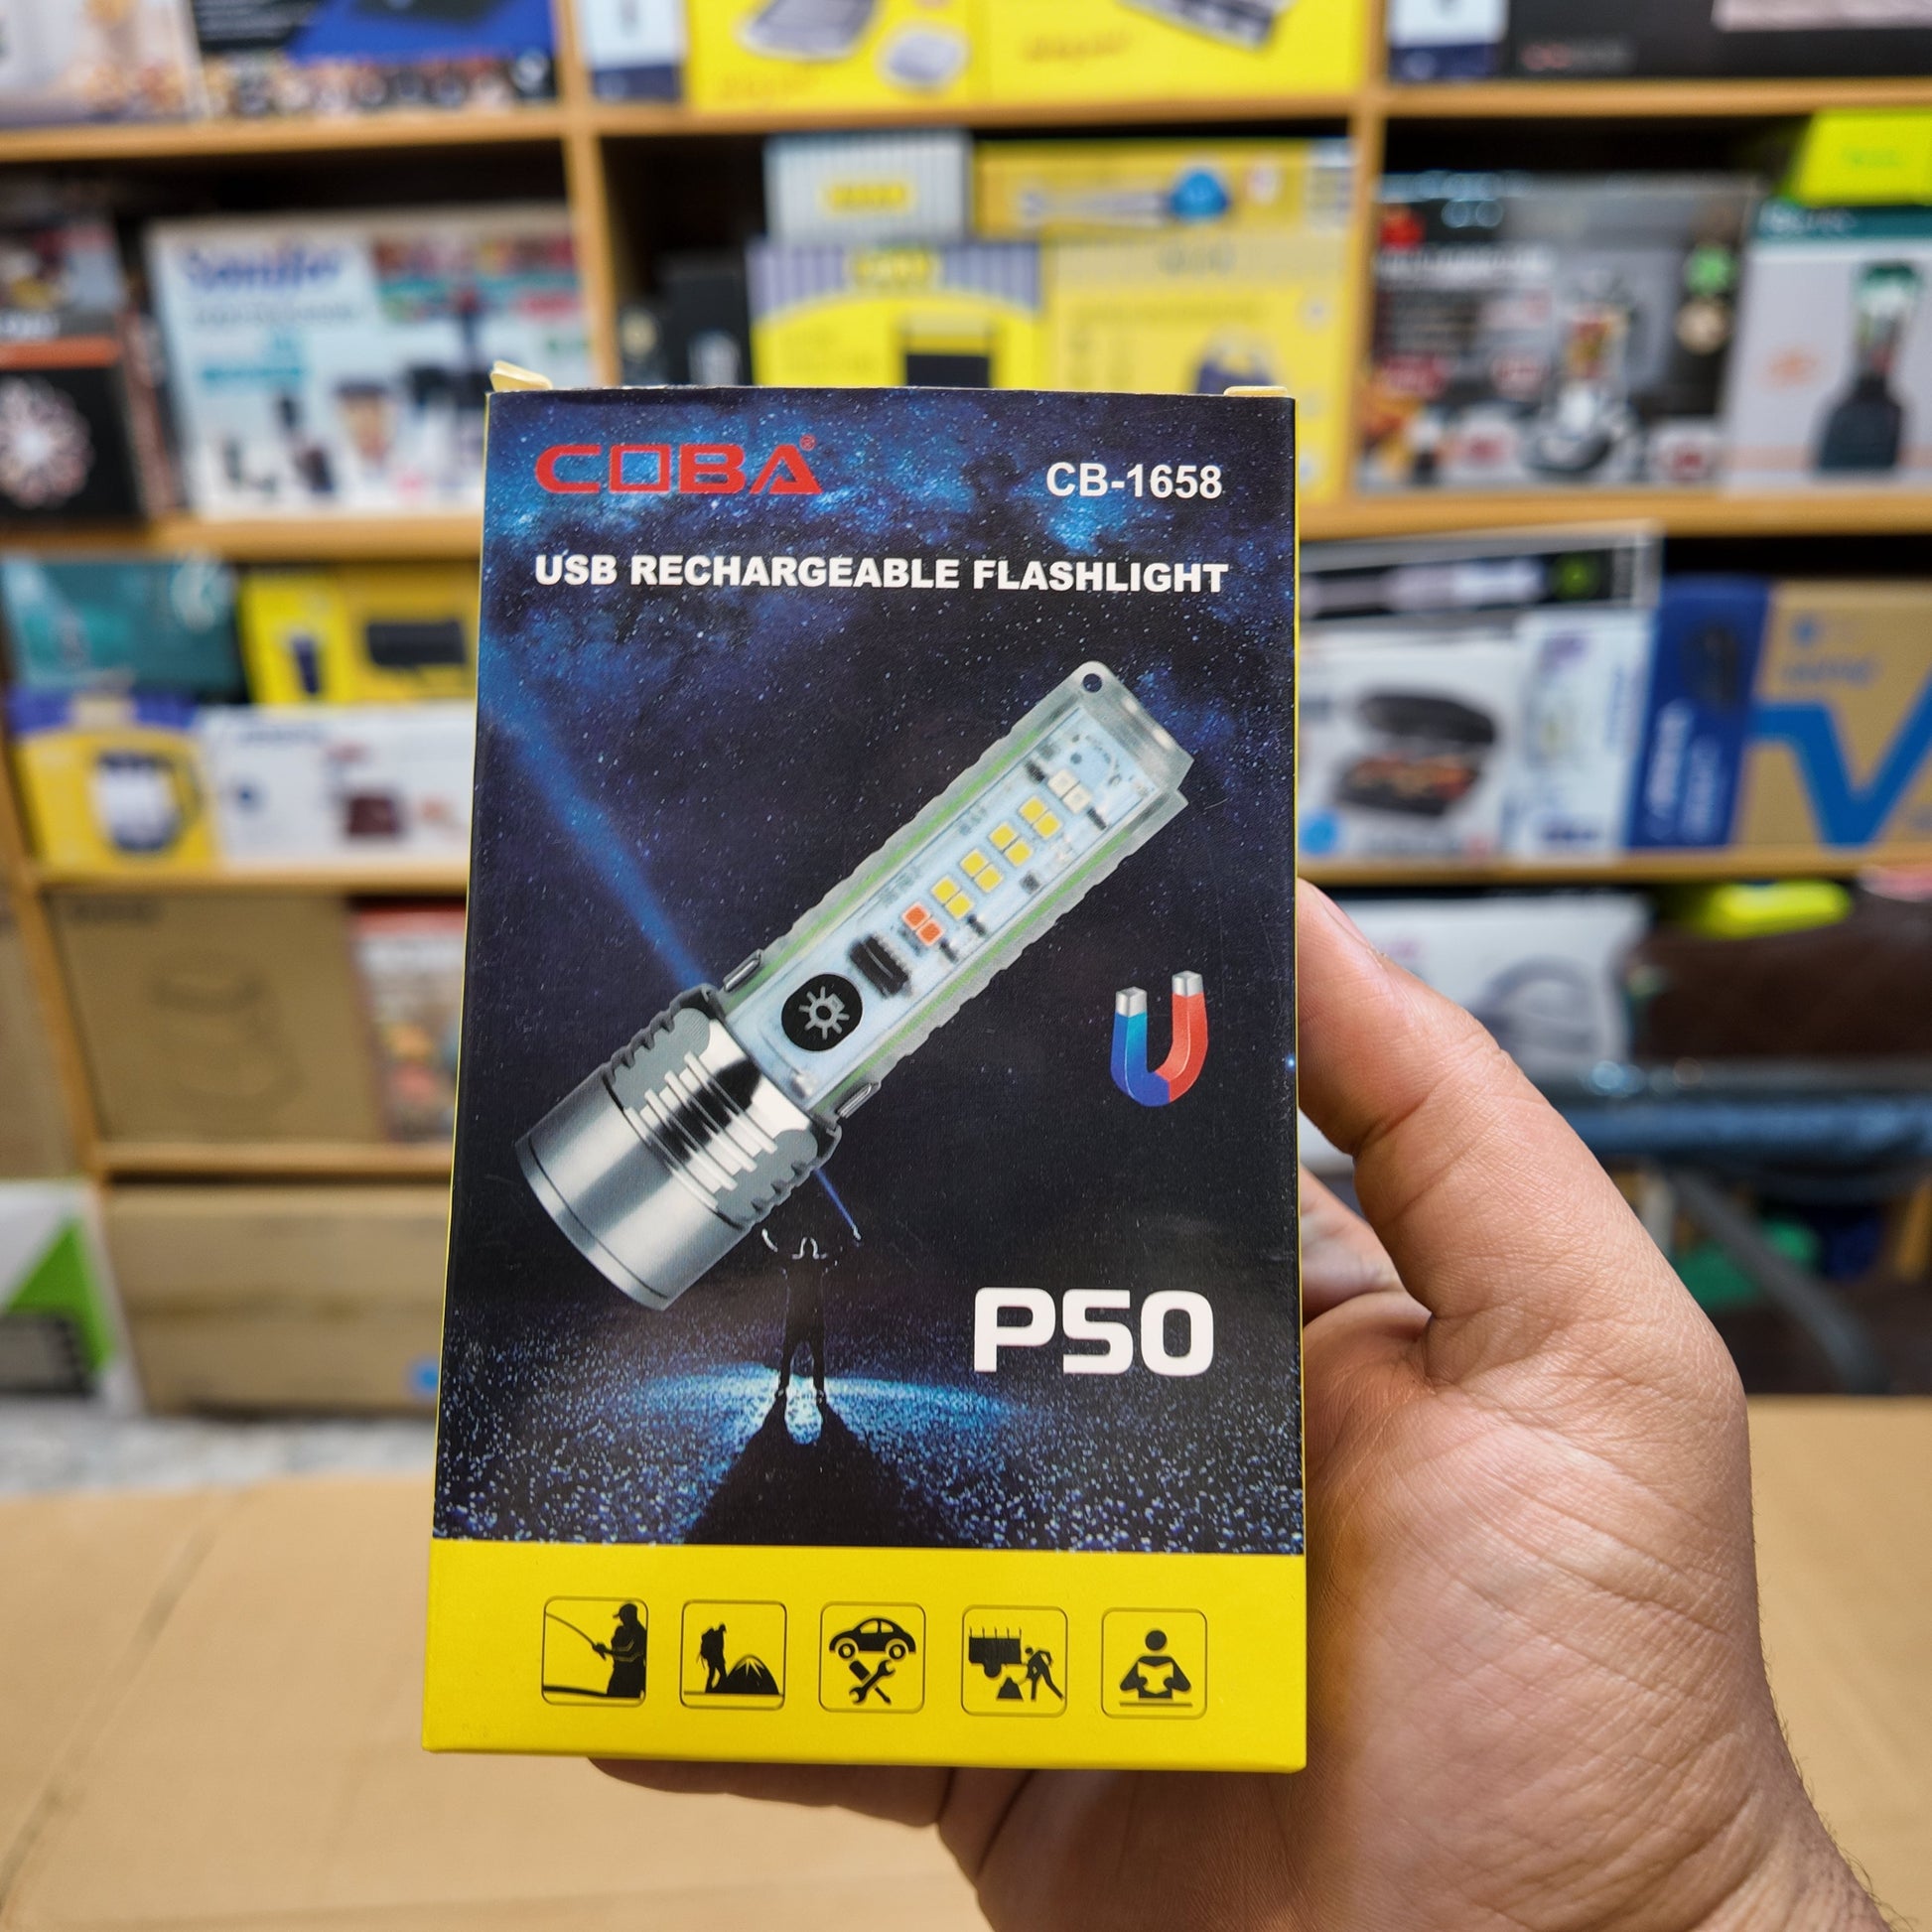 COBA®
CB-1658
USB RECHARGEABLE FLASHLIGHT
P50